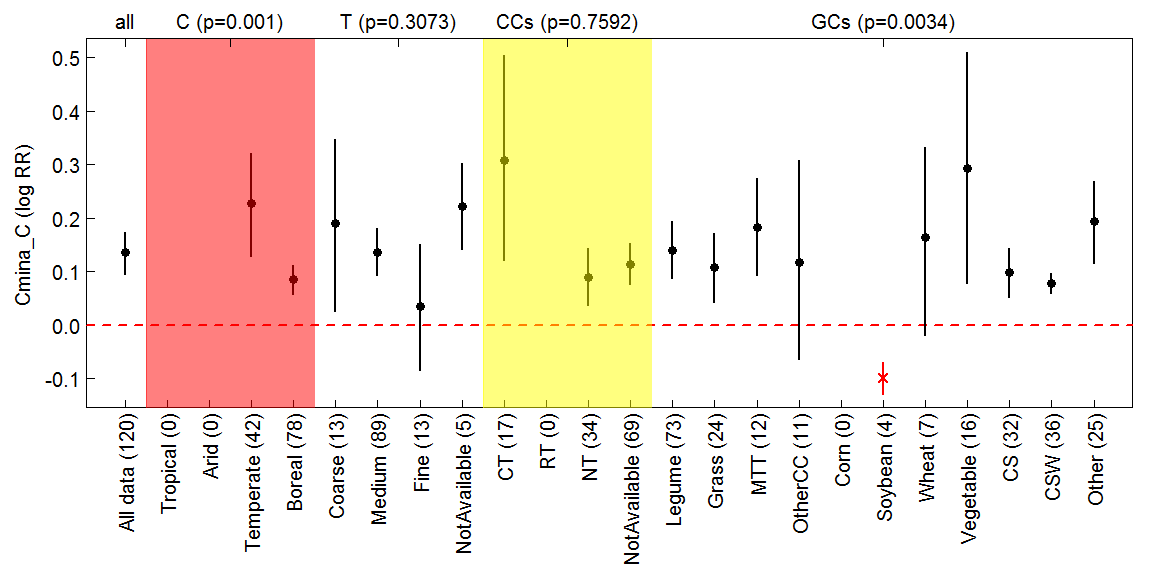 all
C (p=0.001)
T (p=0.3073)
CCs (p=0.7592)
GCs (p=0.0034)
Cmina_C (log RR)
0.5
0.4
0.3
0.2
0.1
0.0
-0.1
All data (120)
Tropical (0)
Arid (0)
Temperate (42)
Boreal (78)
Coarse (13)
Medium (89)
Fine (13)
NotAvailable (5)
CT (17)
RT (0)
NT (34)
NotAvailable (69)
Legume (73)
Grass (24)
MTT (12)
OtherCC (11)
Corn (0)
Soybean (4)
Wheat (7)
Vegetable (16)
CS (32)
CSW (36)
Other (25)